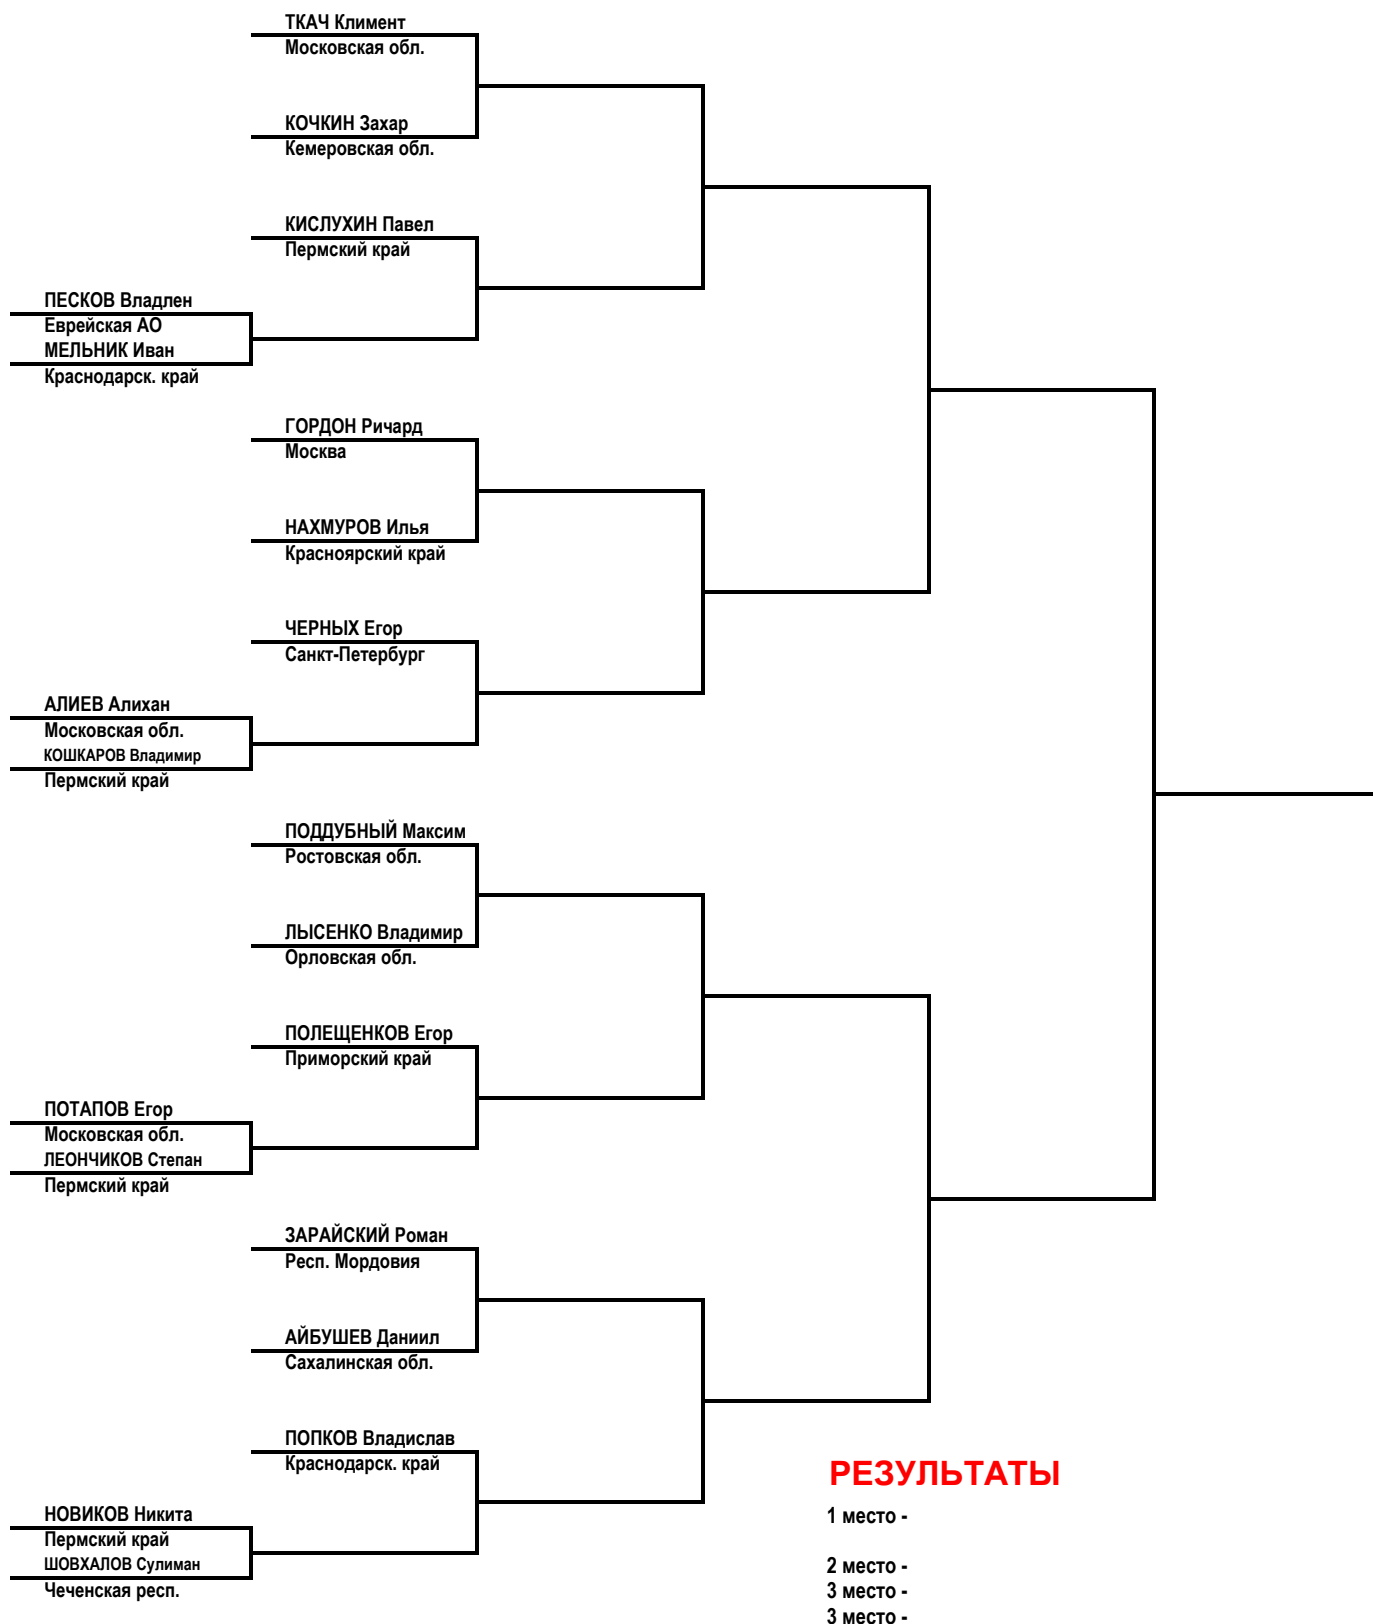 ТКАЧ Климент
Московская обл.
КОЧКИН Захар
Кемеровская обл.
КИСЛУХИН Павел
Пермский край
ПЕСКОВ Владлен
Еврейская АО
МЕЛЬНИК Иван
Краснодарск. край
ГОРДОН Ричард
Москва
НАХМУРОВ Илья
Красноярский край
ЧЕРНЫХ Егор
Санкт-Петербург
АЛИЕВ Алихан
Московская обл.
КОШКАРОВ Владимир
Пермский край
ПОДДУБНЫЙ Максим
Ростовская обл.
ЛЫСЕНКО Владимир
Орловская обл.
ПОЛЕЩЕНКОВ Егор
Приморский край
ПОТАПОВ Егор
Московская обл.
ЛЕОНЧИКОВ Степан
Пермский край
ЗАРАЙСКИЙ Роман
Респ. Мордовия
АЙБУШЕВ Даниил
Сахалинская обл.
ПОПКОВ Владислав
Краснодарск. край
НОВИКОВ Никита
Пермский край
ШОВХАЛОВ Сулиман
Чеченская респ.
РЕЗУЛЬТАТЫ
1 место -
2 место -
3 место -
3 место -